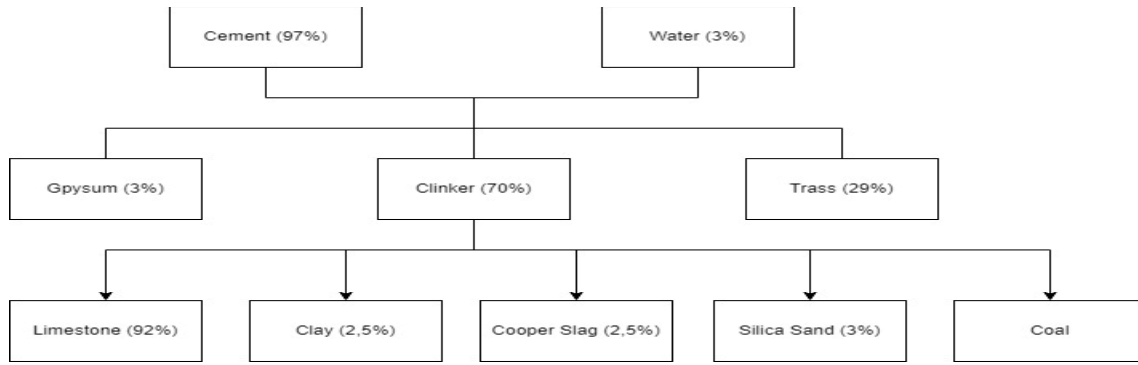 Cement (97%)
Water (3%)
Gpysum (3%)
Clinker (70%)
Trass (29%)
Limestone (92%)
Clay (2,5%)
Cooper Slag (2,5%)
Silica Sand (3%)
Coal